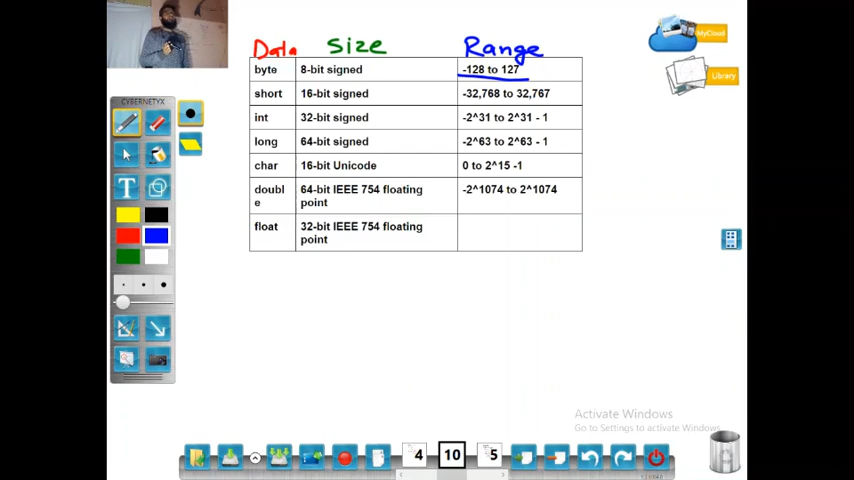 Data Size Range
byte 8-bit signed -128 to 127
short 16-bit signed -32,768 to 32,767
int 32-bit signed -2^31 to 2^31 - 1
long 64-bit signed -2^63 to 2^63 - 1
char 16-bit Unicode 0 to 2^15 -1
doubl 64-bit IEEE 754 floating -2^1074 to 2^1074
e point
float 32-bit IEEE 754 floating
point
MyCloud
Library
CYBERNETYX
T
Activate Windows
Go to Settings to activate Windows.
4 10 5